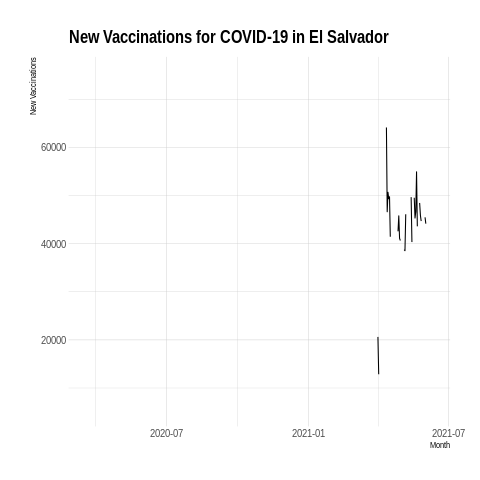 New Vaccinations for COVID-19 in El Salvador
New Vaccinations
60000
40000
20000
2020-07
2021-01
2021-07
Month